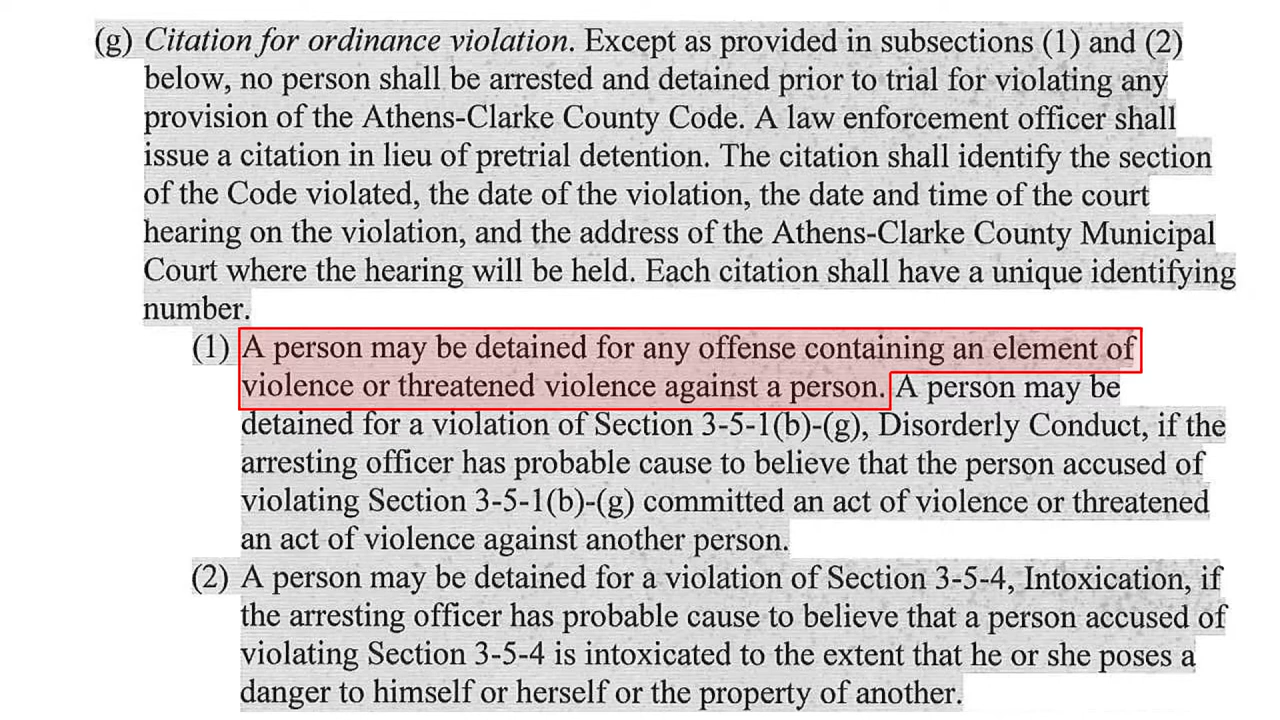 (g) Citation for ordinance violation. Except as provided in subsections (1) and (2)
below, no person shall be arrested and detained prior to trial for violating any
provision of the Athens-Clarke County Code. A law enforcement officer shall
issue a citation in lieu of pretrial detention. The citation shall identify the section
of the Code violated, the date of the violation, the date and time of the court
hearing on the violation, and the address of the Athens-Clarke County Municipal
Court where the hearing will be held. Each citation shall have a unique identifying
number.
(1) A person may be detained for any offense containing an element of
violence or threatened violence against a person. A person may be
detained for a violation of Section 3-5-1(b)-(g), Disorderly Conduct, if the
arresting officer has probable cause to believe that the person accused of
violating Section 3-5-1(b)-(g) committed an act of violence or threatened
an act of violence against another person.
(2) A person may be detained for a violation of Section 3-5-4, Intoxication, if
the arresting officer has probable cause to believe that a person accused of
violating Section 3-5-4 is intoxicated to the extent that he or she poses a
danger to himself or herself or the property of another.